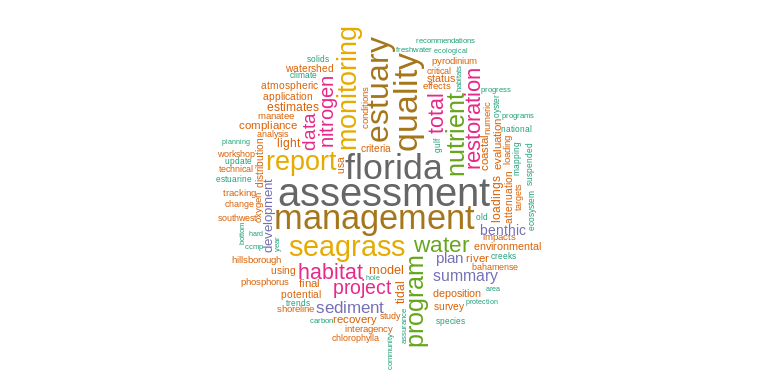 recommendations
freshwater ecological
monitoring
estuary
quality
solids
watershed
climate
atmospheric
application
estimates
manatee
compliance
analysis
planning
light
workshop
update
technical
estuarine
tracking
change
southwest
distribution
oxygen
development
data
nitrogen
report
usa
conditions
criteria
pyrodinium
critical
status
effects
habitats
total
nutrient
gulf
restoration
progress
oyster
numeric
programs
national
coastal
evaluation
loading
mapping
suspended
florida
assessment
management
seagrass
water
loadings
attenuation
targets
ecosystem
old
benthic
impacts
environmental
creeks
bottom
hard
ccmp
year
hillsborough
phosphorus
using
final
potential
trends
shoreline
carbon
habitat
project
model
hole
sediment
recovery
study
interagency
chlorophylla
tidal
program
assurance
community
plan
river
bahamense
summary
area
deposition
protection
survey
species